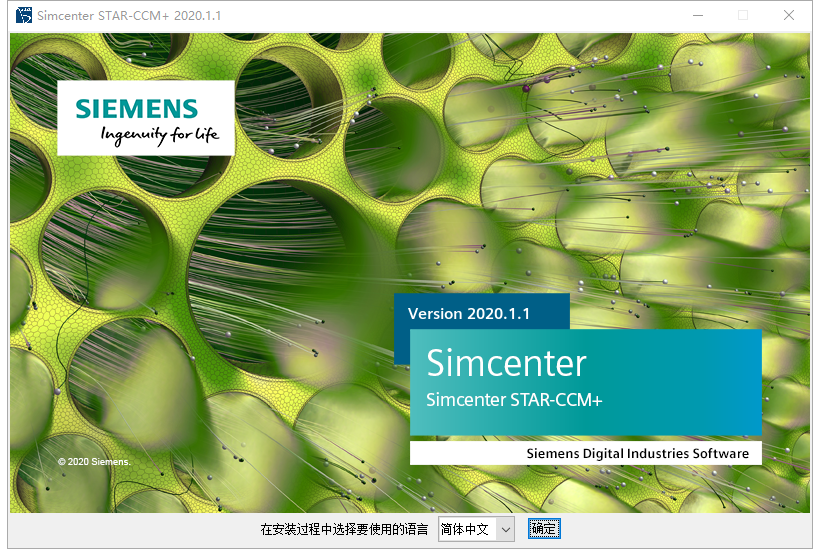 Simcenter STAR-CCM+ 2020.1.1
SIEMENS
Ingenuity for life
Version 2020.1.1
Simcenter
Simcenter STAR-CCM+
Siemens Digital Industries Software
© 2020 Siemens.
在安装过程中选择要使用的语言 简体中文 确定